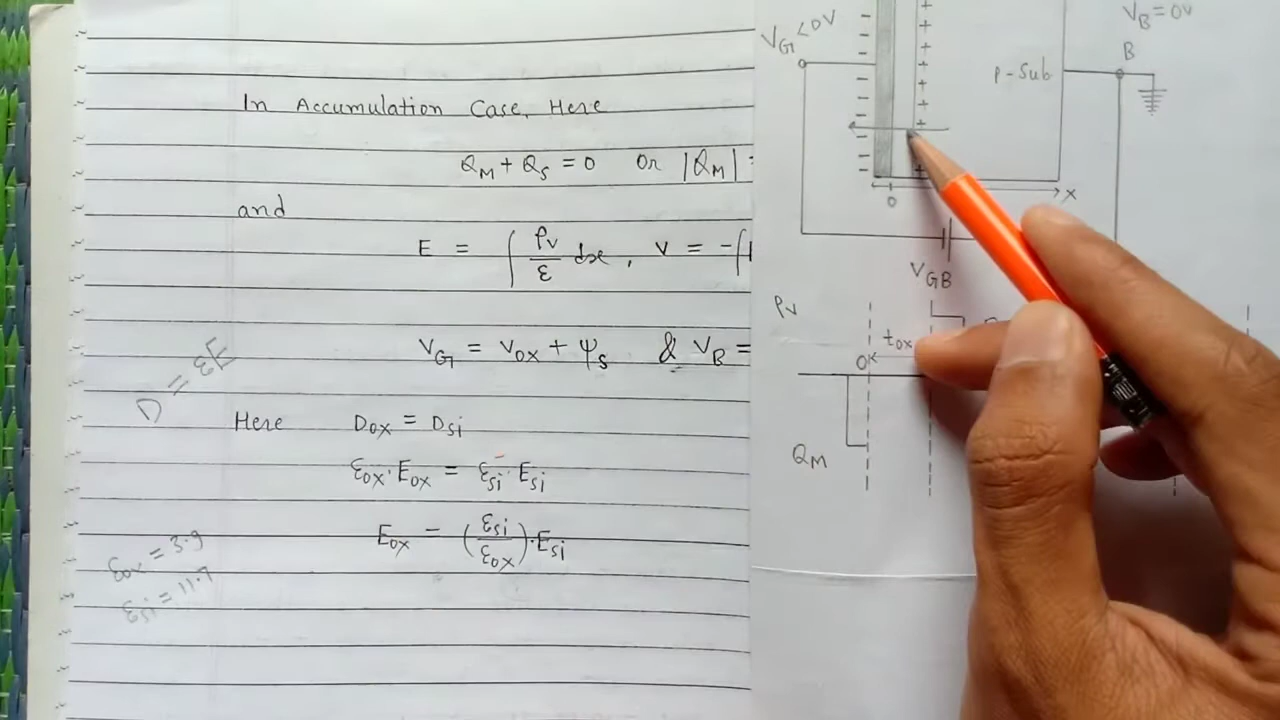 In Accumulation Case, Here
Q_M + Q_S = 0 Or |Q_M| =
and
E = ∫ ρ_v/ε dx, V = -∫
V_G = V_ox + ψ_s & V_B =
D = εE
Here D_ox = D_si
ε_ox · E_ox = ε_si · E_si
E_ox = (ε_si/ε_ox) · E_si
ε_ox = 3.9
ε_si = 11.7
V_G < 0V
V_B = 0V
B
P-Sub
0
x
V_GB
ρ_v
t_ox
0
Q_M